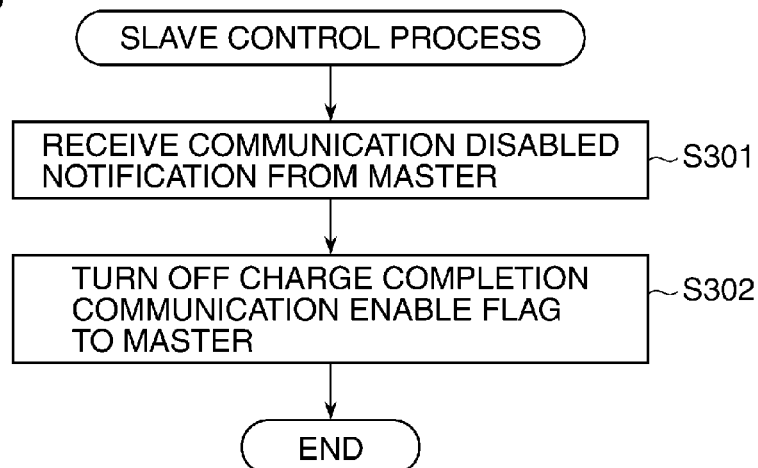 SLAVE CONTROL PROCESS
RECEIVE COMMUNICATION DISABLED
NOTIFICATION FROM MASTER
S301
TURN OFF CHARGE COMPLETION
COMMUNICATION ENABLE FLAG
TO MASTER
S302
END